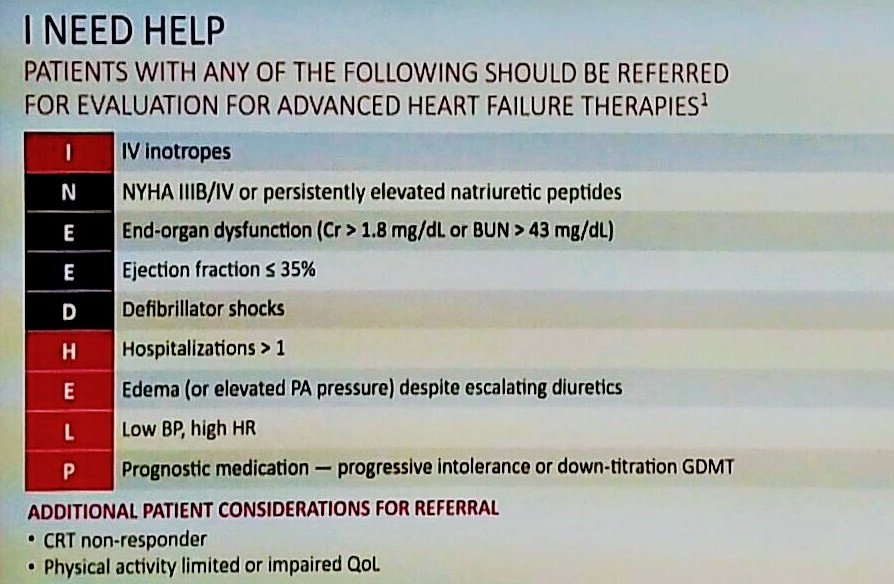 I NEED HELP
PATIENTS WITH ANY OF THE FOLLOWING SHOULD BE REFERRED
FOR EVALUATION FOR ADVANCED HEART FAILURE THERAPIES¹
I IV inotropes
N NYHA IIIB/IV or persistently elevated natriuretic peptides
E End-organ dysfunction (Cr > 1.8 mg/dL or BUN > 43 mg/dL)
E Ejection fraction ≤ 35%
D Defibrillator shocks
H Hospitalizations > 1
E Edema (or elevated PA pressure) despite escalating diuretics
L Low BP, high HR
P Prognostic medication — progressive intolerance or down-titration GDMT
ADDITIONAL PATIENT CONSIDERATIONS FOR REFERRAL
• CRT non-responder
• Physical activity limited or impaired QoL